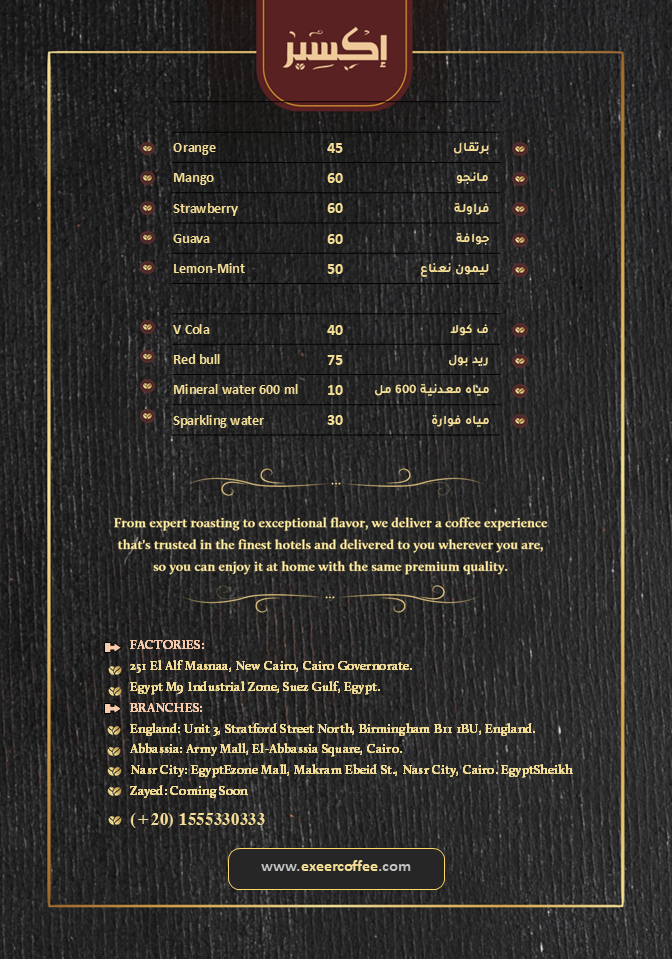 إكسير
Orange 45 برتقال
Mango 60 مانجو
Strawberry 60 فراولة
Guava 60 جوافة
Lemon-Mint 50 ليمون نعناع
V Cola 40 ف كولا
Red bull 75 ريد بول
Mineral water 600 ml 10 مياه معدنية 600 مل
Sparkling water 30 مياه فوارة
From expert roasting to exceptional flavor, we deliver a coffee experience
that's trusted in the finest hotels and delivered to you wherever you are,
so you can enjoy it at home with the same premium quality.
FACTORIES:
251 El Alf Masnaa, New Cairo, Cairo Governorate.
Egypt M9 Industrial Zone, Suez Gulf, Egypt.
BRANCHES:
England: Unit 3, Stratford Street North, Birmingham B11 1BU, England.
Abbassia: Army Mall, El-Abbassia Square, Cairo.
Nasr City: EgyptEzone Mall, Makram Ebeid St., Nasr City, Cairo. EgyptSheikh
Zayed: Coming Soon
(+20) 1555330333
www.exeercoffee.com